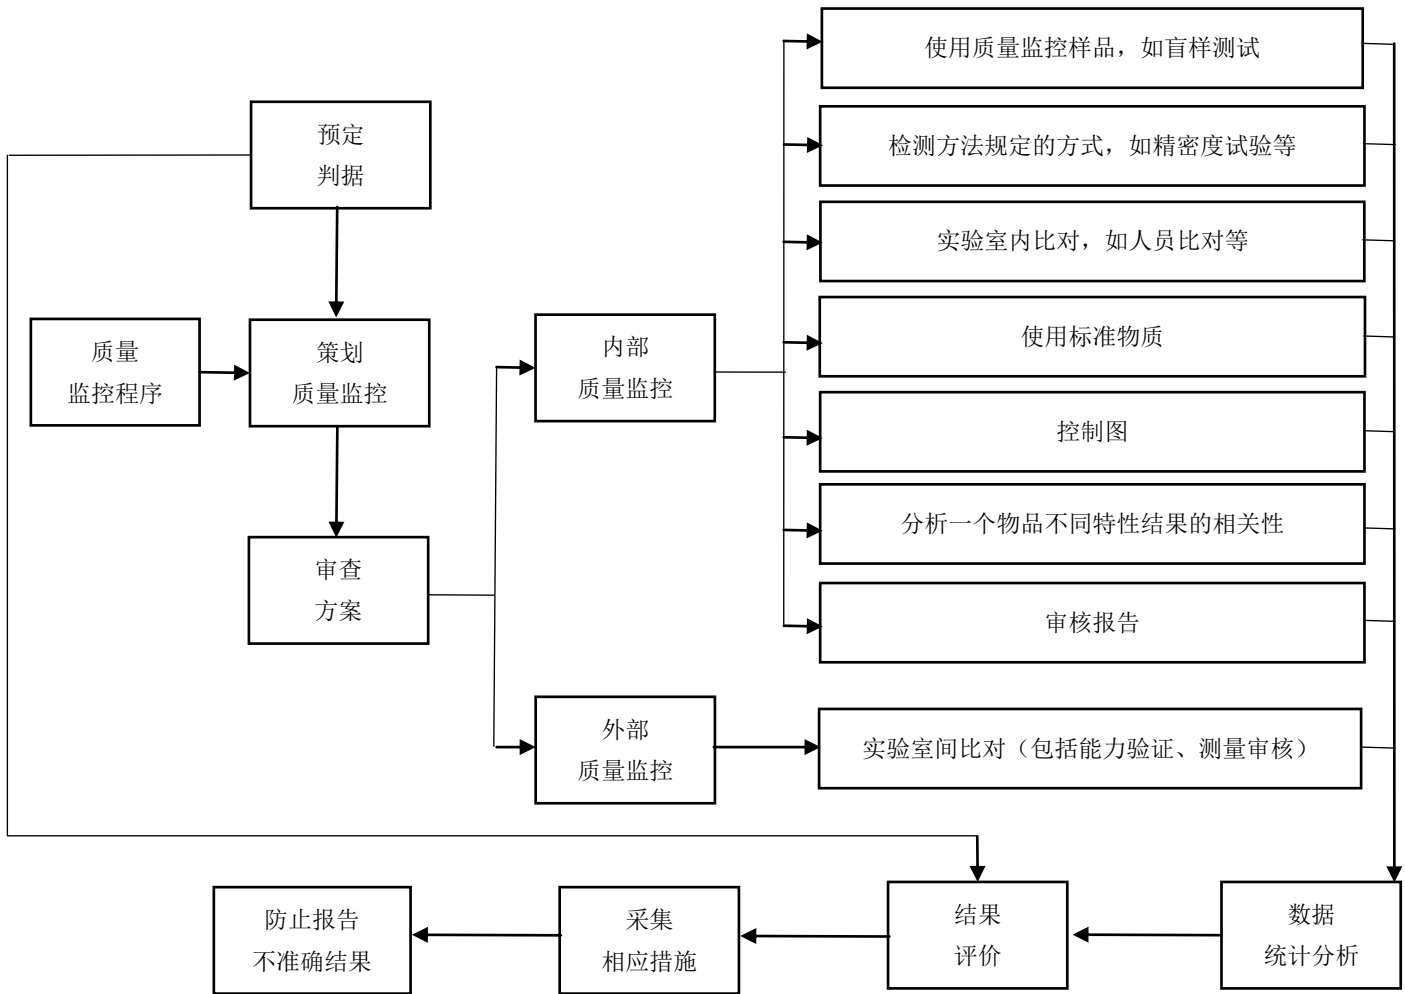 使用质量监控样品，如盲样测试
预定
判据
检测方法规定的方式，如精密度试验等
实验室内比对，如人员比对等
质量
监控程序
策划
质量监控
内部
质量监控
使用标准物质
控制图
分析一个物品不同特性结果的相关性
审查
方案
审核报告
外部
质量监控
实验室间比对（包括能力验证、测量审核）
防止报告
不准确结果
采集
相应措施
结果
评价
数据
统计分析